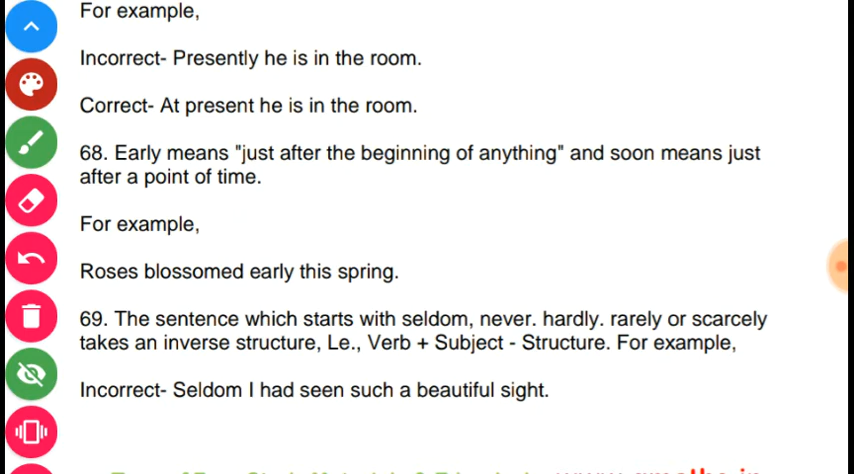 For example,
Incorrect- Presently he is in the room.
Correct- At present he is in the room.
68. Early means "just after the beginning of anything" and soon means just
after a point of time.
For example,
Roses blossomed early this spring.
69. The sentence which starts with seldom, never. hardly. rarely or scarcely
takes an inverse structure, Le., Verb + Subject - Structure. For example,
Incorrect- Seldom I had seen such a beautiful sight.